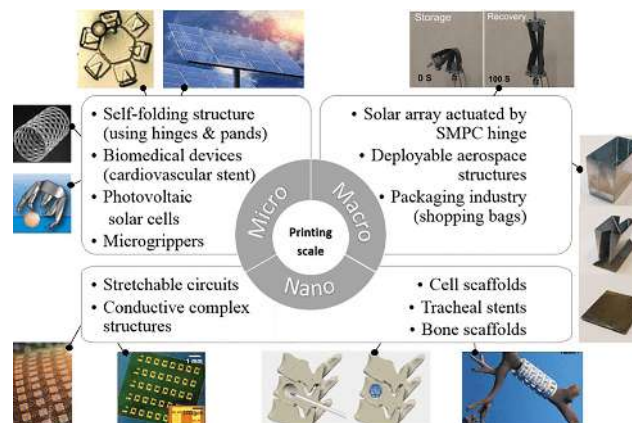 Storage
Recovery
0 S
100 S
• Self-folding structure
(using hinges & pands)
• Biomedical devices
(cardiovascular stent)
• Photovoltaic
solar cells
• Microgrippers
• Solar array actuated by
SMPC hinge
• Deployable aerospace
structures
• Packaging industry
(shopping bags)
Micro
Macro
Printing
scale
Nano
• Stretchable circuits
• Conductive complex
structures
• Cell scaffolds
• Tracheal stents
• Bone scaffolds
1 mm